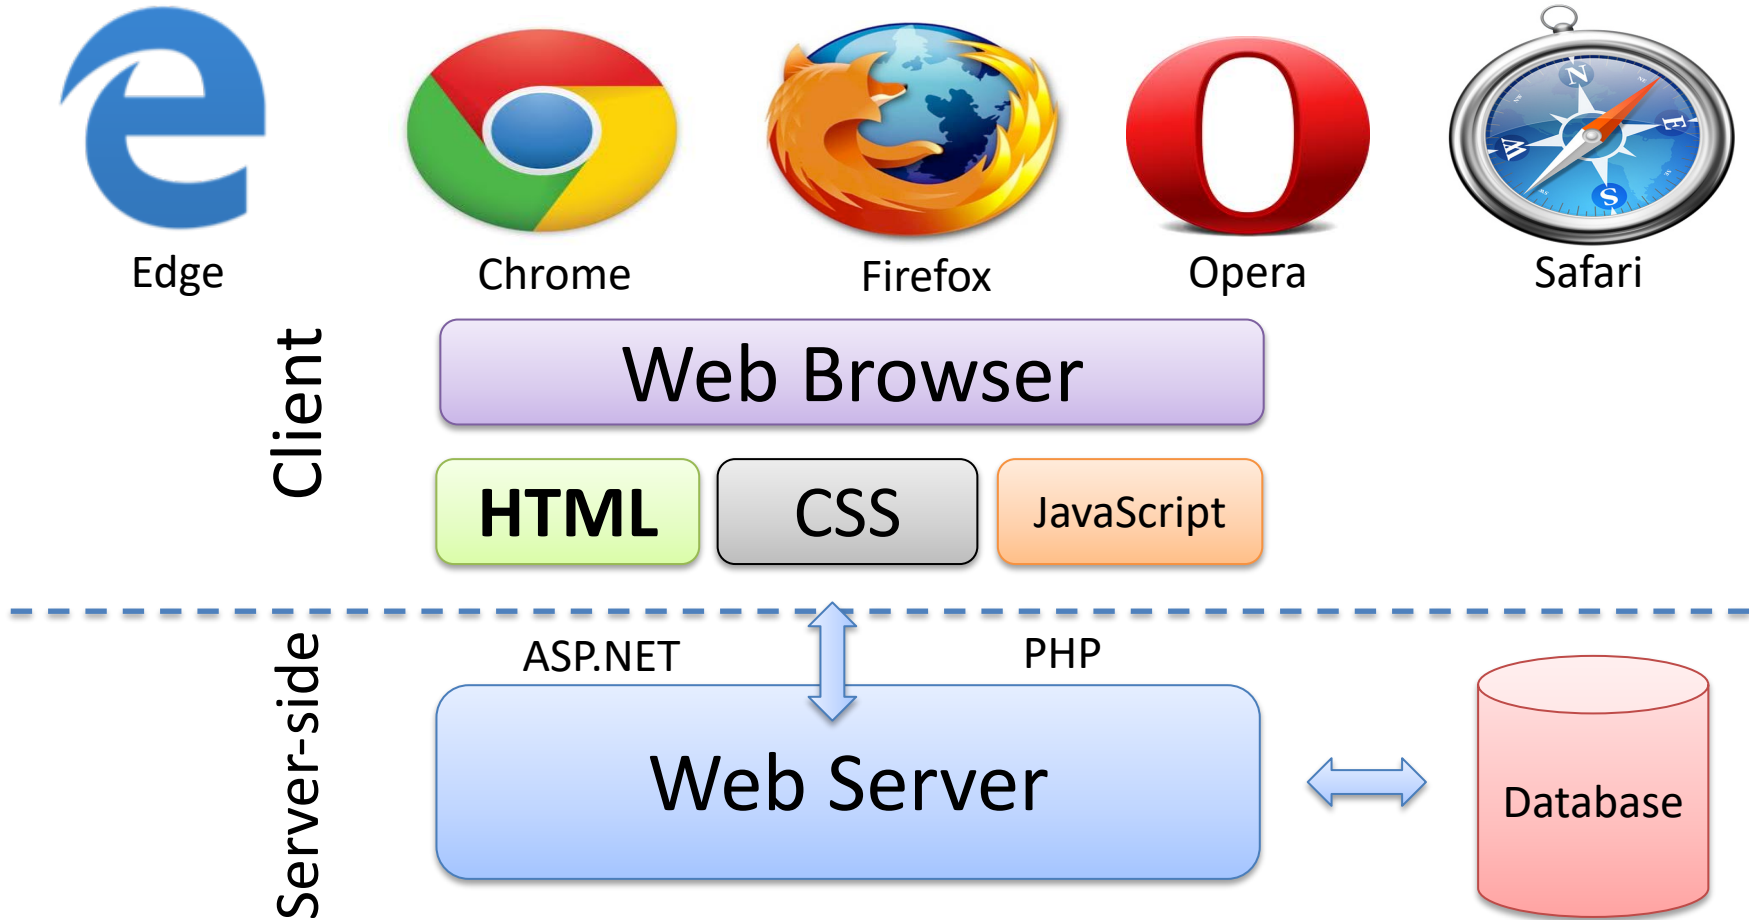 Edge
Chrome
Firefox
Opera
Safari
Client
Web Browser
HTML
CSS
JavaScript
Server-side
ASP.NET
PHP
Web Server
Database
N
E
S
W